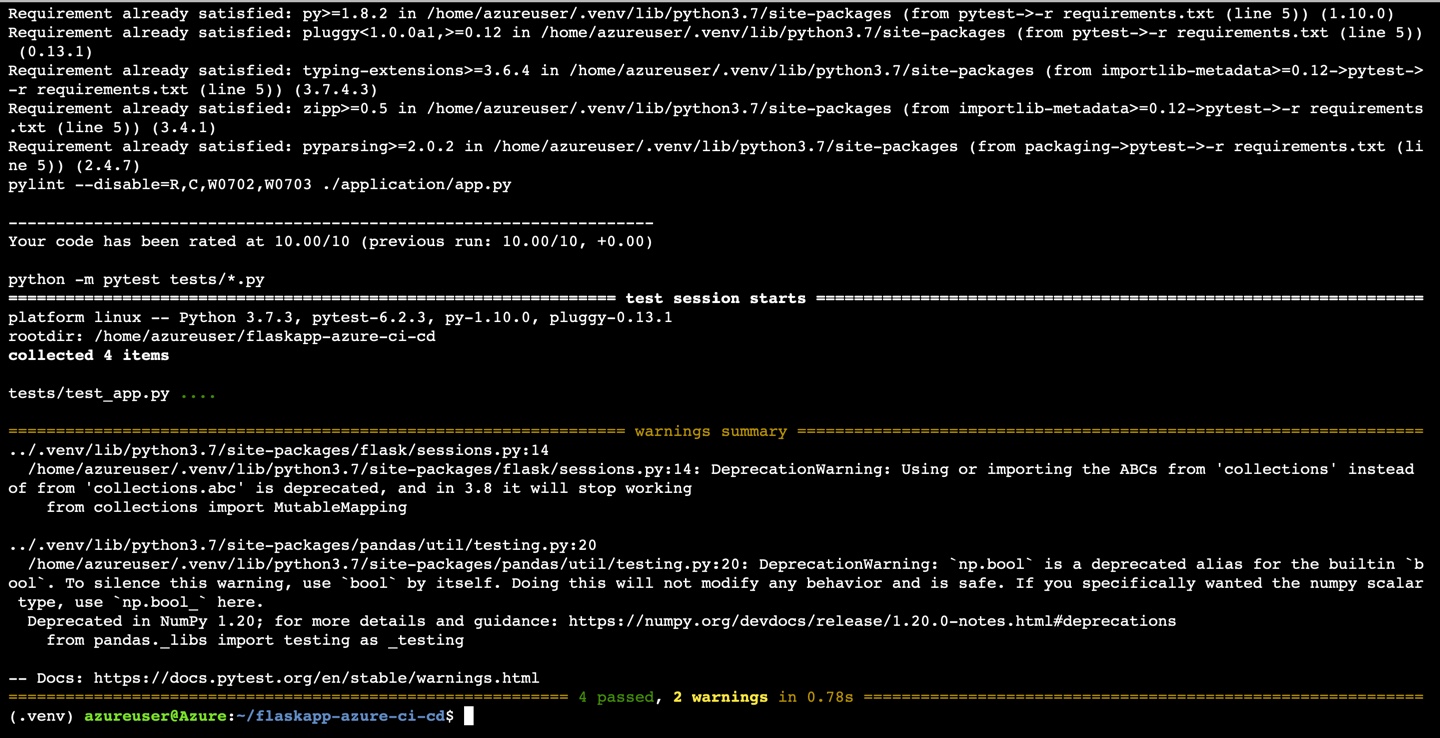 Requirement already satisfied: py>=1.8.2 in /home/azureuser/.venv/lib/python3.7/site-packages (from pytest->-r requirements.txt (line 5)) (1.10.0)
Requirement already satisfied: pluggy<1.0.0a1,>=0.12 in /home/azureuser/.venv/lib/python3.7/site-packages (from pytest->-r requirements.txt (line 5))
 (0.13.1)
Requirement already satisfied: typing-extensions>=3.6.4 in /home/azureuser/.venv/lib/python3.7/site-packages (from importlib-metadata>=0.12->pytest->
-r requirements.txt (line 5)) (3.7.4.3)
Requirement already satisfied: zipp>=0.5 in /home/azureuser/.venv/lib/python3.7/site-packages (from importlib-metadata>=0.12->pytest->-r requirements
.txt (line 5)) (3.4.1)
Requirement already satisfied: pyparsing>=2.0.2 in /home/azureuser/.venv/lib/python3.7/site-packages (from packaging->pytest->-r requirements.txt (li
ne 5)) (2.4.7)
pylint --disable=R,C,W0702,W0703 ./application/app.py

--------------------------------------------------------------------
Your code has been rated at 10.00/10 (previous run: 10.00/10, +0.00)

python -m pytest tests/*.py
================================================================ test session starts ================================================================
platform linux -- Python 3.7.3, pytest-6.2.3, py-1.10.0, pluggy-0.13.1
rootdir: /home/azureuser/flaskapp-azure-ci-cd
collected 4 items

tests/test_app.py ....

================================================================= warnings summary ==================================================================
../.venv/lib/python3.7/site-packages/flask/sessions.py:14
  /home/azureuser/.venv/lib/python3.7/site-packages/flask/sessions.py:14: DeprecationWarning: Using or importing the ABCs from 'collections' instead
of from 'collections.abc' is deprecated, and in 3.8 it will stop working
    from collections import MutableMapping

../.venv/lib/python3.7/site-packages/pandas/util/testing.py:20
  /home/azureuser/.venv/lib/python3.7/site-packages/pandas/util/testing.py:20: DeprecationWarning: `np.bool` is a deprecated alias for the builtin `b
ool`. To silence this warning, use `bool` by itself. Doing this will not modify any behavior and is safe. If you specifically wanted the numpy scalar
 type, use `np.bool_` here.
  Deprecated in NumPy 1.20; for more details and guidance: https://numpy.org/devdocs/release/1.20.0-notes.html#deprecations
    from pandas._libs import testing as _testing

-- Docs: https://docs.pytest.org/en/stable/warnings.html
=========================================================== 4 passed, 2 warnings in 0.78s ===========================================================
(.venv) azureuser@Azure:~/flaskapp-azure-ci-cd$